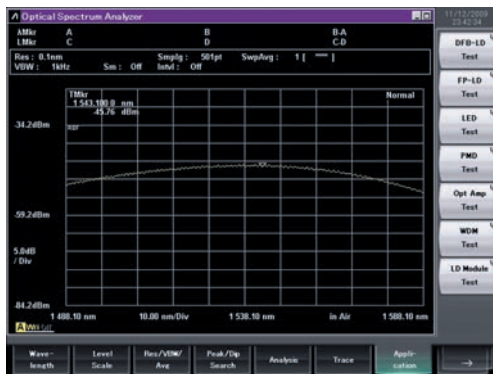 Optical Spectrum Analyzer
11/12/2009
23:42:34
ΔMkr A B B-A
LMkr C D C-D
Res : 0.1nm Smplg : 501pt SwpAvg : 1 [ ]
VBW : 1kHz Sm : Off Intvl : Off
TMkr Normal
1 543.100 0 nm
-45.76 dBm
REF
-34.2dBm
-59.2dBm
5.0dB
/ Div
-84.2dBm
1 488.10 nm 10.00 nm/Div 1 538.10 nm in Air 1 588.10 nm
A
DFB-LD
Test
FP-LD
Test
LED
Test
PMD
Test
Opt Amp
Test
WDM
Test
LD Module
Test
Wave-
length
Level
Scale
Res/VBW/
Avg
Peak/Dip
Search
Analysis
Trace
Appli-
cation
→